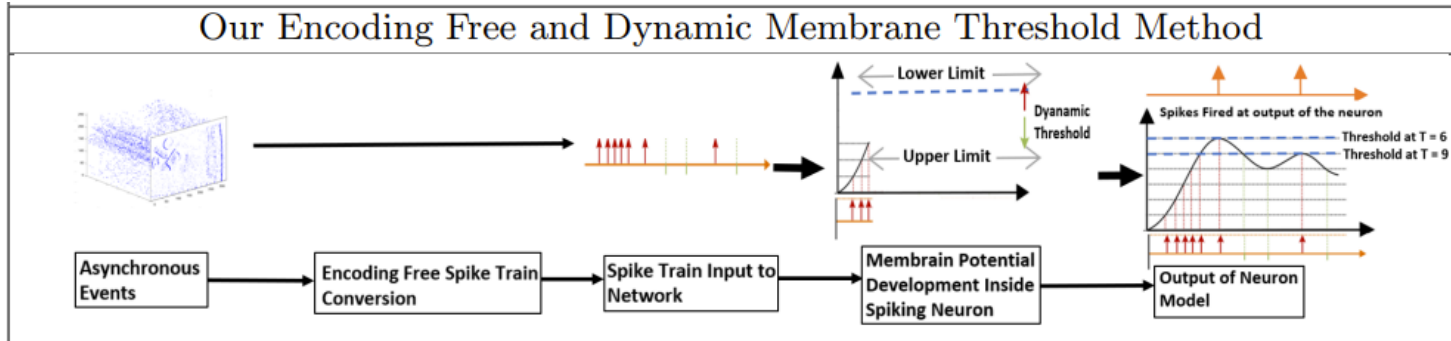 Our Encoding Free and Dynamic Membrane Threshold Method
Lower Limit
Dyanamic
Threshold
Upper Limit
Spikes Fired at output of the neuron
Threshold at T = 6
Threshold at T = 9
Asynchronous
Events
Encoding Free Spike Train
Conversion
Spike Train Input to
Network
Membrain Potential
Development Inside
Spiking Neuron
Output of Neuron
Model